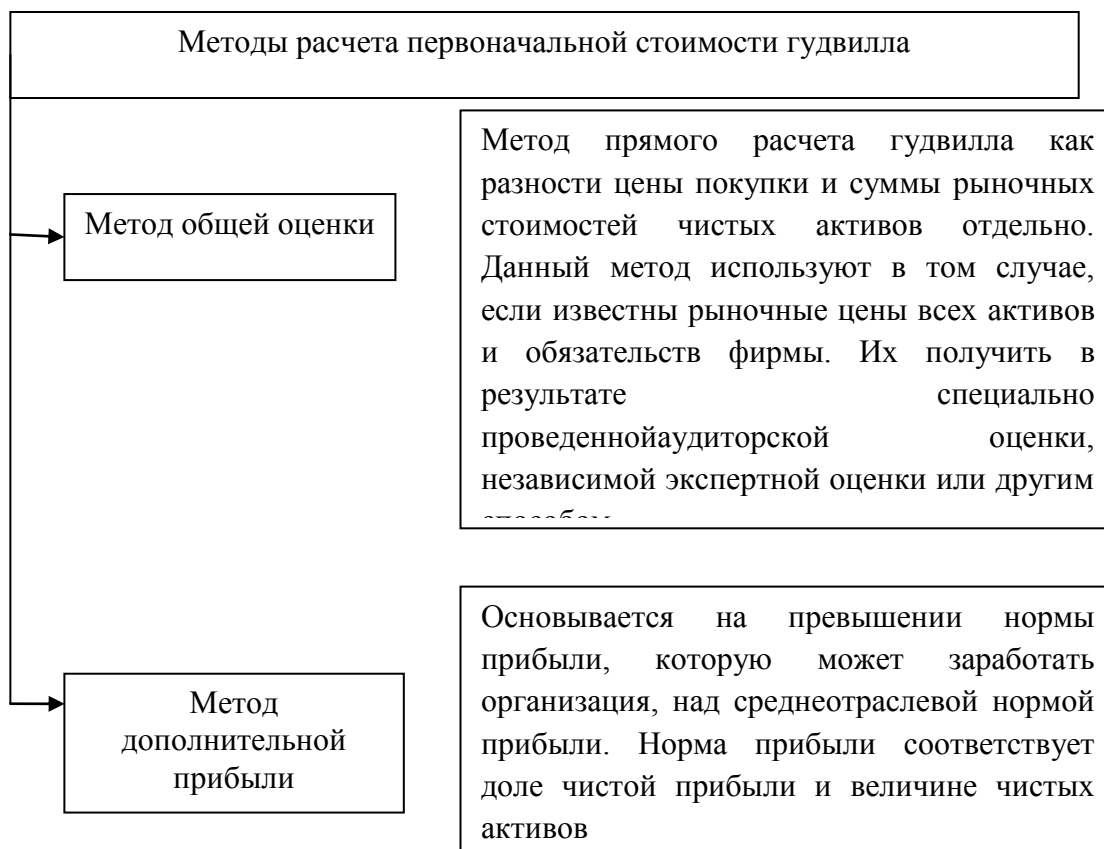 Методы расчета первоначальной стоимости гудвилла
Метод общей оценки
Метод прямого расчета гудвилла как
разности цены покупки и суммы рыночных
стоимостей чистых активов отдельно.
Данный метод используют в том случае,
если известны рыночные цены всех активов
и обязательств фирмы. Их получить в
результате специально
проведеннойаудиторской оценки,
независимой экспертной оценки или другим
Метод
дополнительной
прибыли
Основывается на превышении нормы
прибыли, которую может заработать
организация, над среднеотраслевой нормой
прибыли. Норма прибыли соответствует
доле чистой прибыли и величине чистых
активов